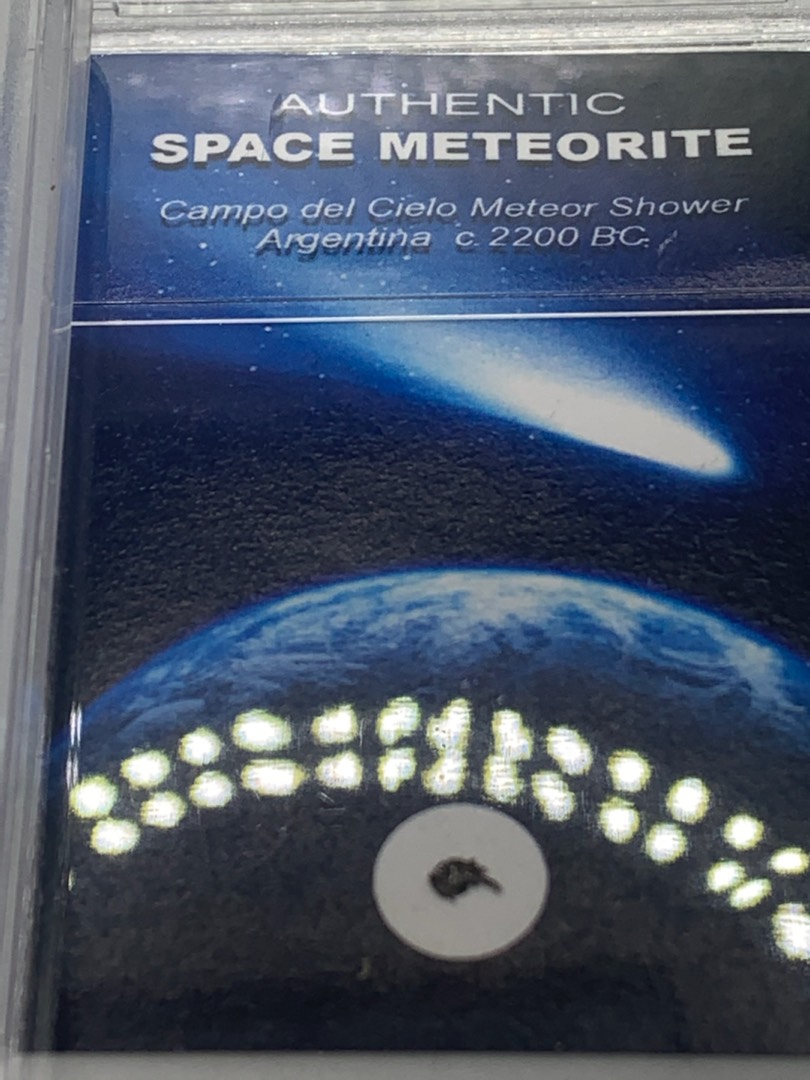 AUTHENTIC
SPACE METEORITE
Campo del Cielo Meteor Shower
Argentina c. 2200 BC.